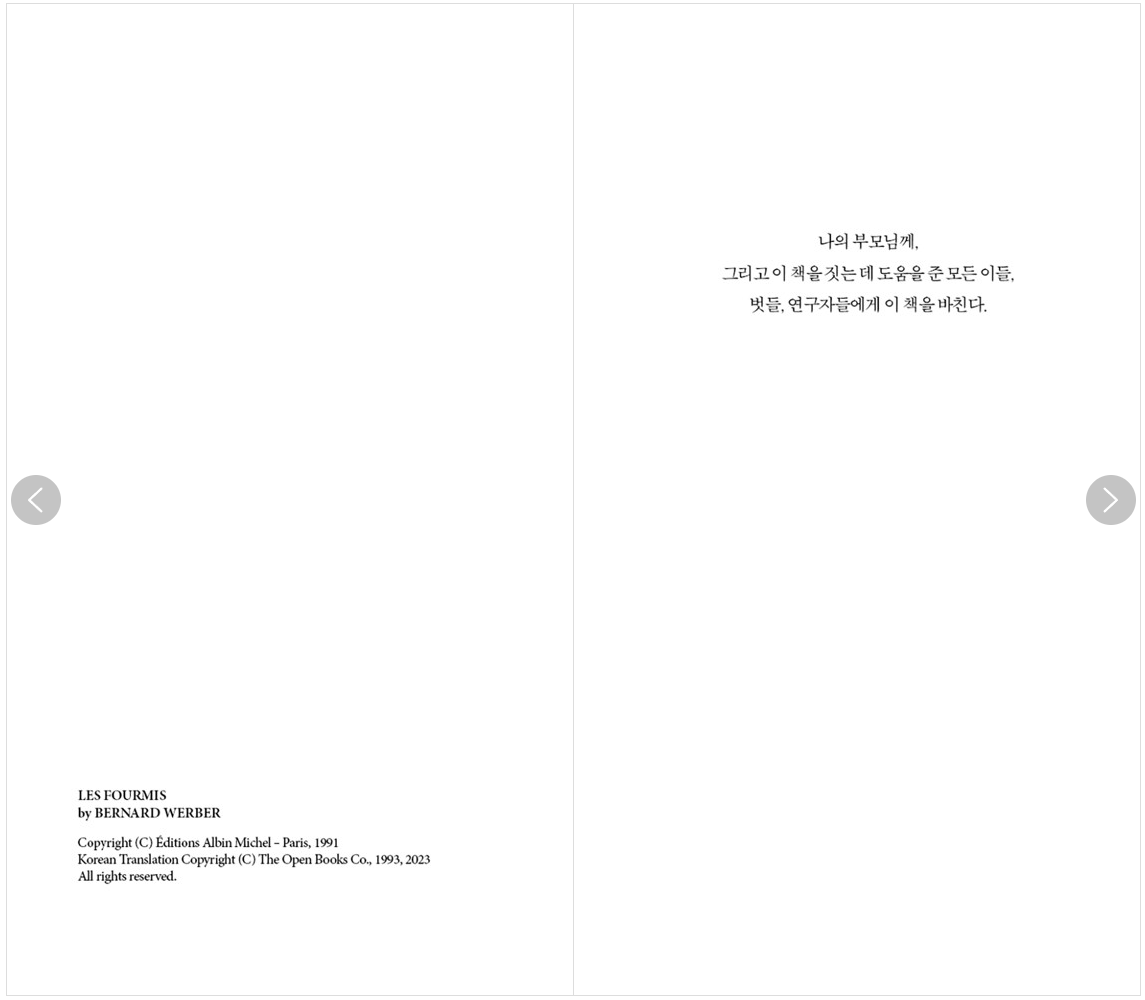 LES FOURMIS
by BERNARD WERBER
Copyright (C) Éditions Albin Michel – Paris, 1991
Korean Translation Copyright (C) The Open Books Co., 1993, 2023
All rights reserved.
나의 부모님께,
그리고 이 책을 짓는 데 도움을 준 모든 이들,
벗들, 연구자들에게 이 책을 바친다.